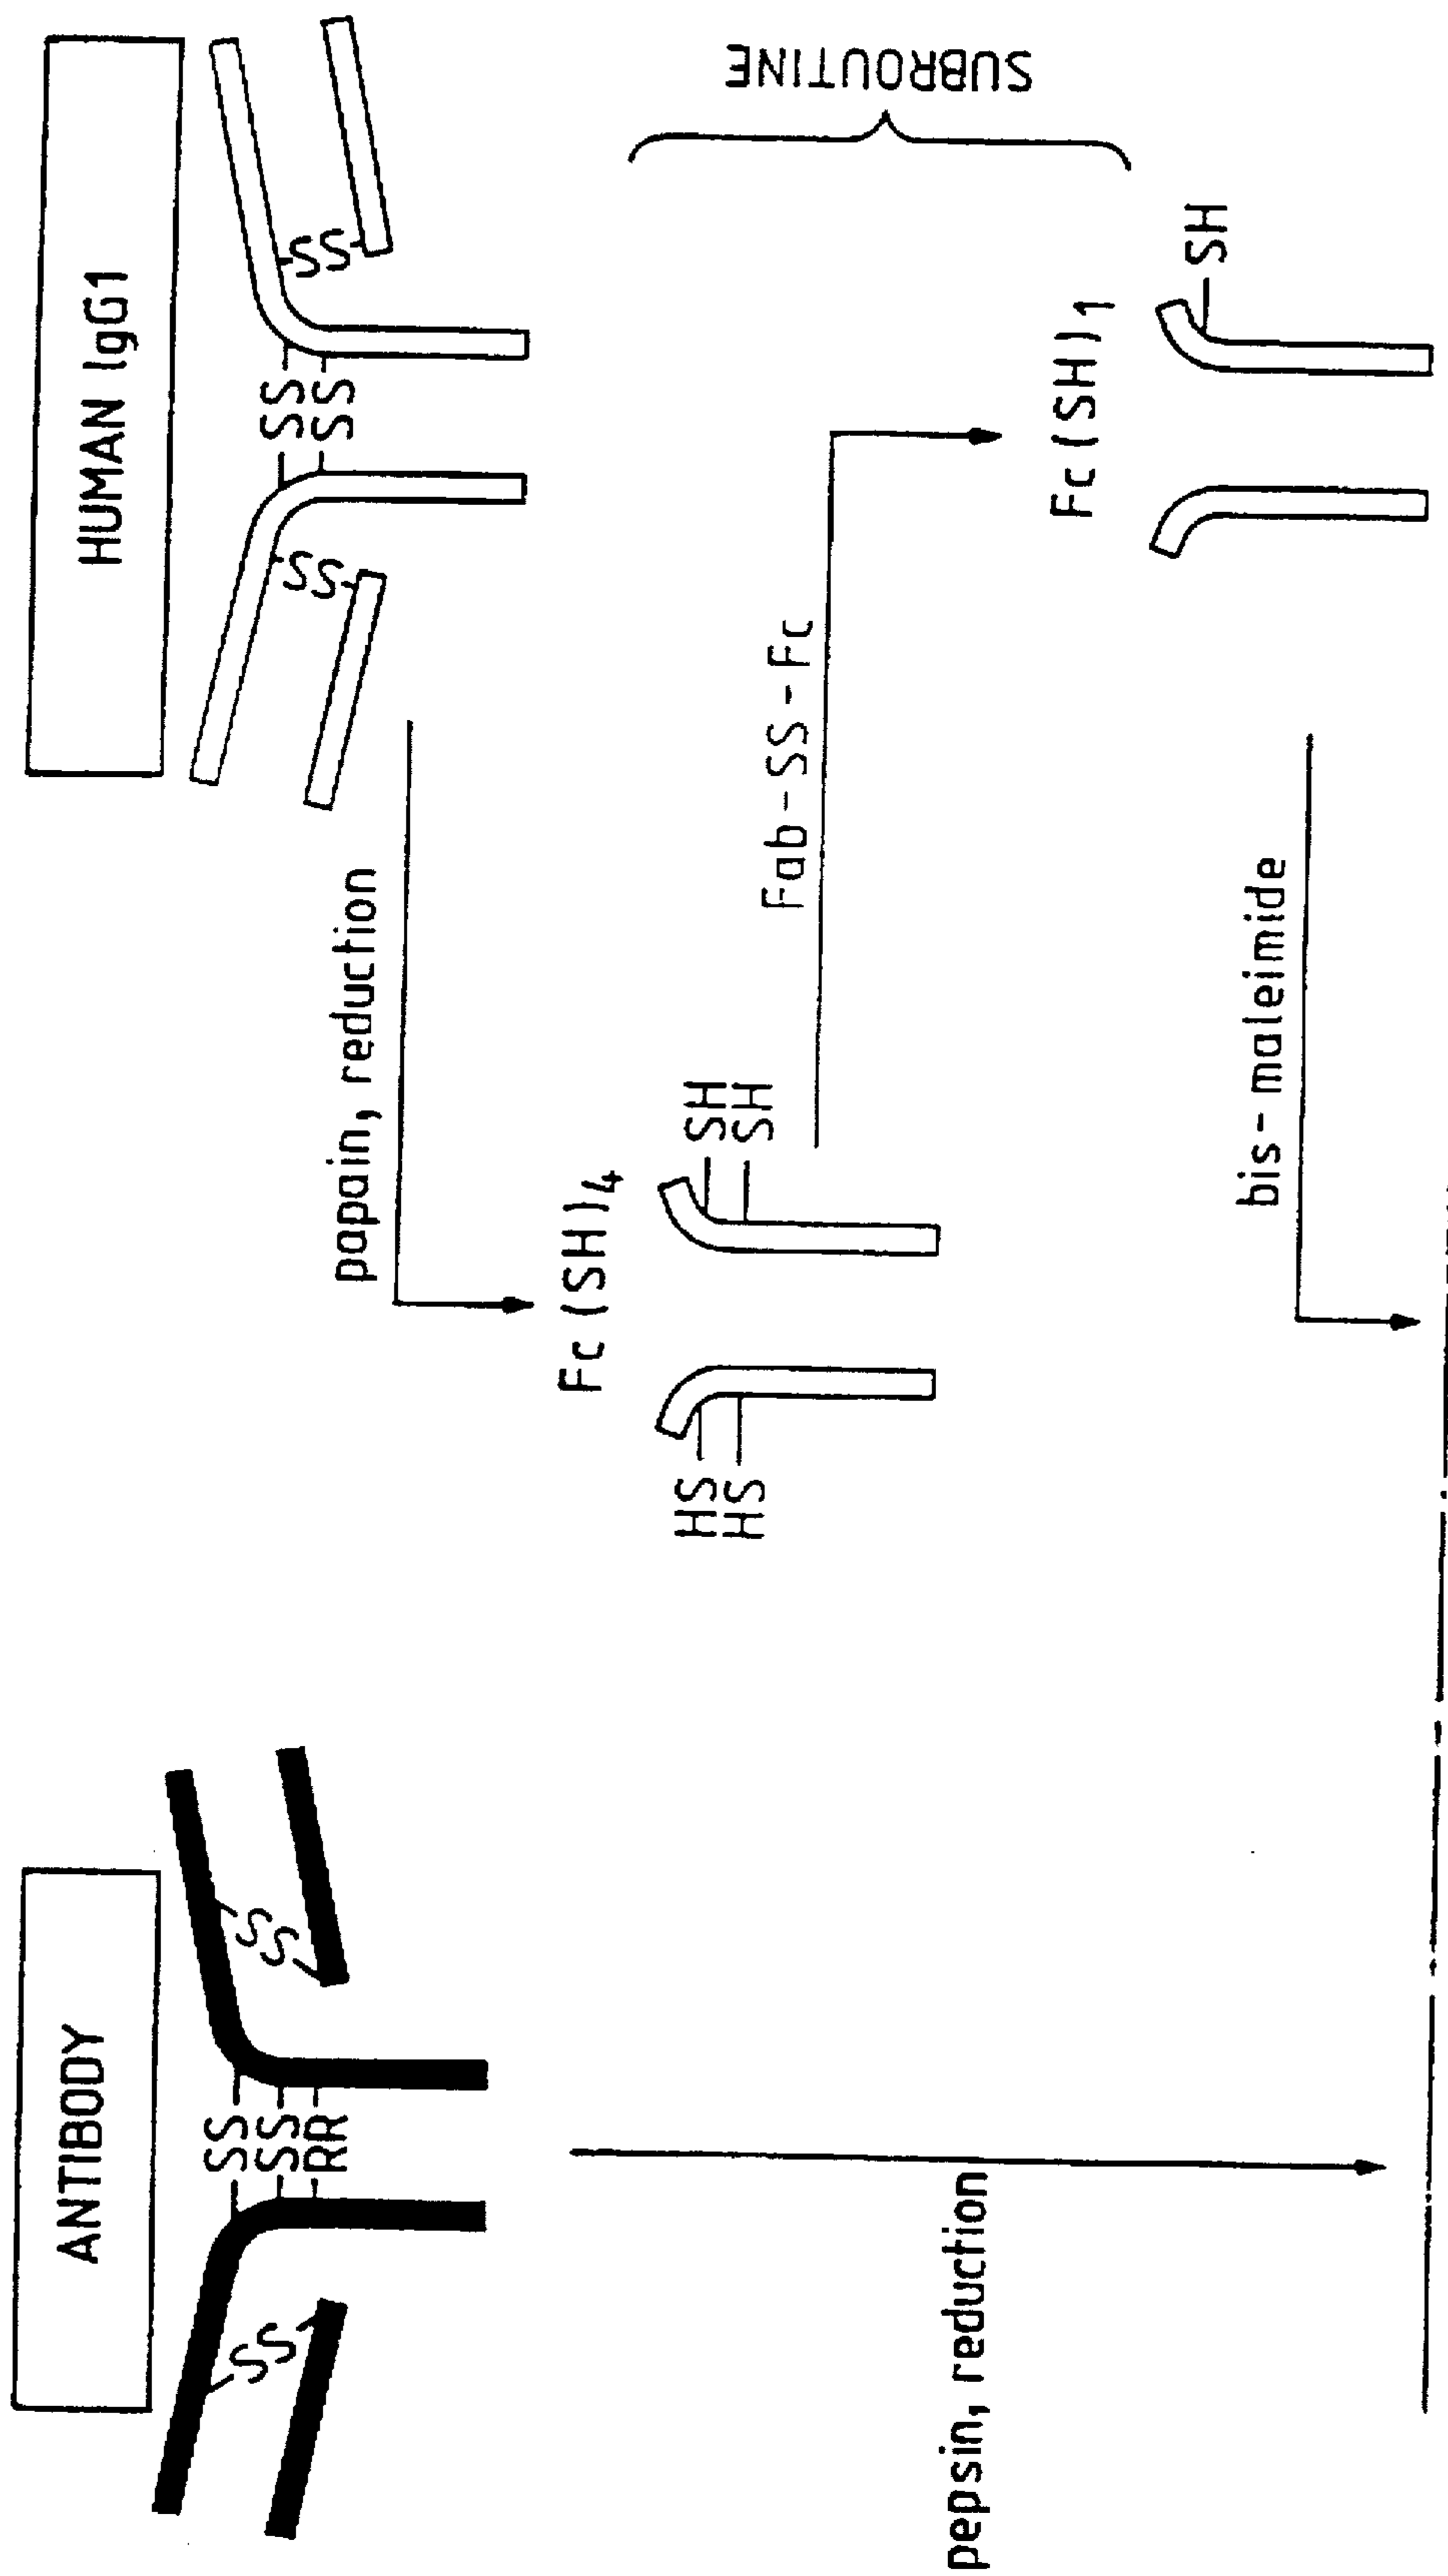 ANTIBODY
SS
SS
RR
SS
SS
pepsin, reduction
HUMAN IgG1
SS
SS
SS
SS
papain, reduction
Fc (SH)4
HS
HS
SH
SH
Fab-SS-Fc
SUBROUTINE
Fc (SH)1
SH
bis-maleimide